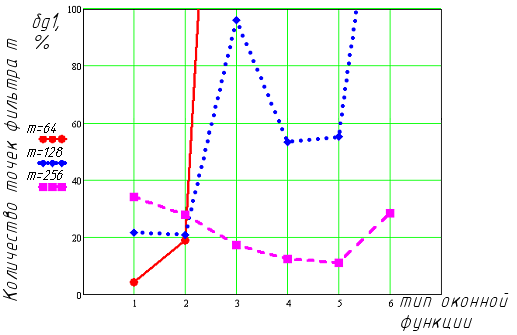 δg1,
%
Количество точек фильтра m
m=64
m=128
m=256
100
80
60
40
20
0
1 2 3 4 5 6
тип оконной
функции